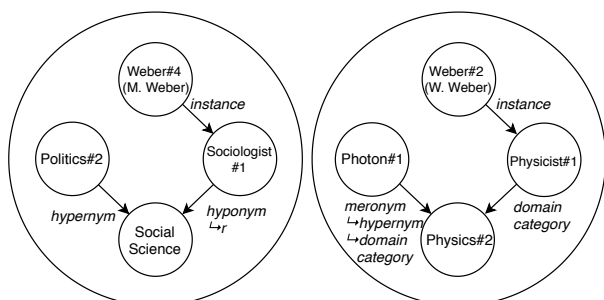 Weber#4
(M. Weber)
instance
Politics#2
Sociologist
#1
hypernym
hyponym
↳r
Social
Science
Weber#2
(W. Weber)
instance
Photon#1
Physicist#1
meronym
↳hypernym
↳domain
category
domain
category
Physics#2